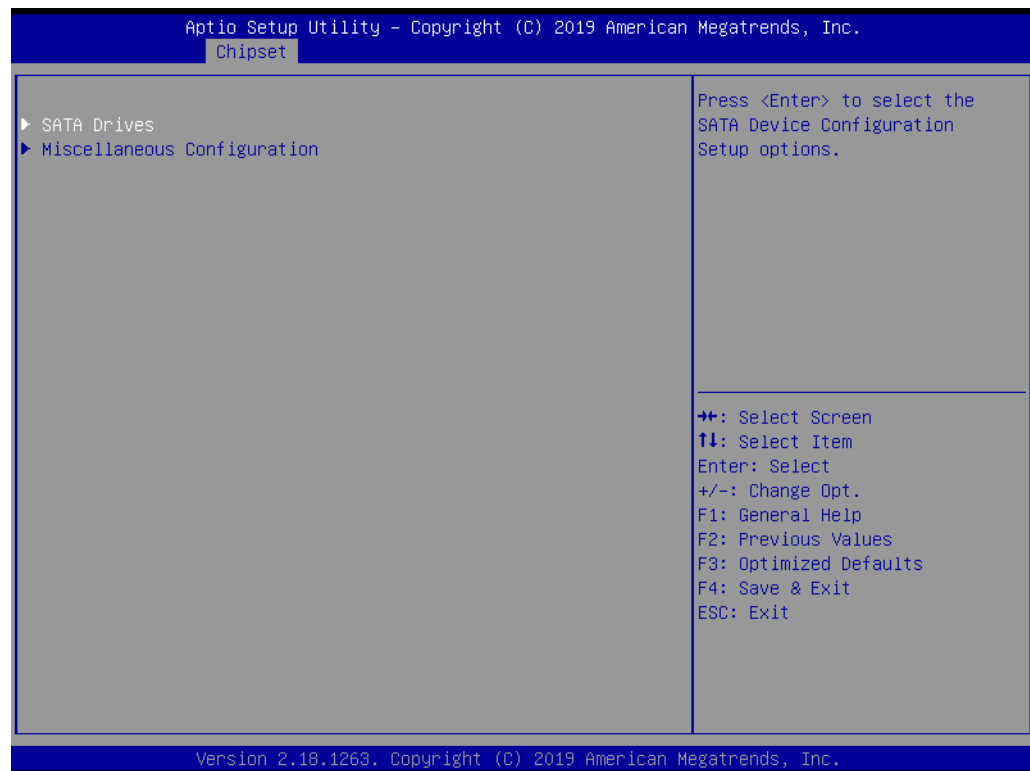 Aptio Setup Utility – Copyright (C) 2019 American Megatrends, Inc.
Chipset
▶ SATA Drives
▶ Miscellaneous Configuration
Press <Enter> to select the
SATA Device Configuration
Setup options.
→←: Select Screen
↑↓: Select Item
Enter: Select
+/-: Change Opt.
F1: General Help
F2: Previous Values
F3: Optimized Defaults
F4: Save & Exit
ESC: Exit
Version 2.18.1263. Copyright (C) 2019 American Megatrends, Inc.